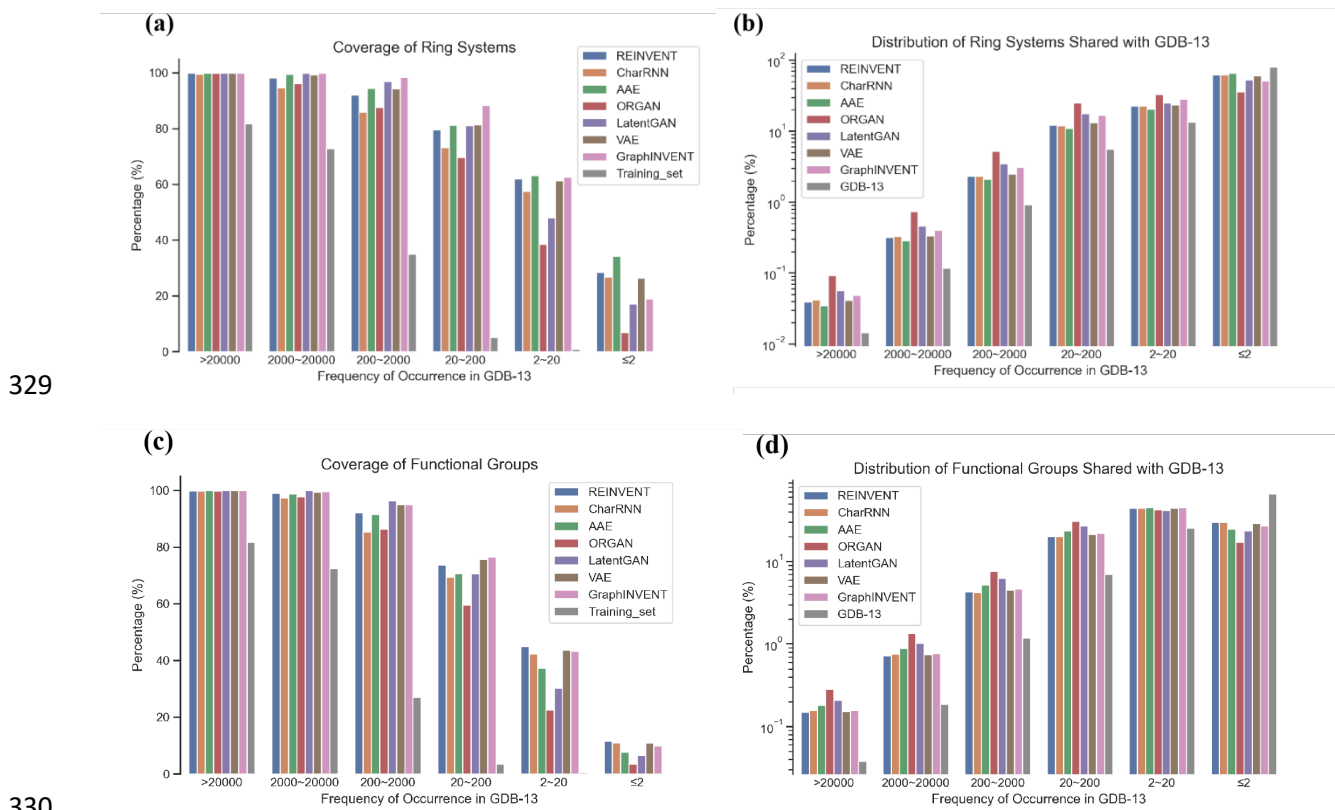 (a)
Coverage of Ring Systems
REINVENT
CharRNN
AAE
ORGAN
LatentGAN
VAE
GraphINVENT
Training_set
100
80
60
40
20
0
Percentage (%)
>20000 2000~20000 200~2000 20~200 2~20 ≤2
Frequency of Occurrence in GDB-13
329
(b)
Distribution of Ring Systems Shared with GDB-13
REINVENT
CharRNN
AAE
ORGAN
LatentGAN
VAE
GraphINVENT
GDB-13
10²
10¹
10⁰
10⁻¹
10⁻²
Percentage (%)
>20000 2000~20000 200~2000 20~200 2~20 ≤2
Frequency of Occurrence in GDB-13
(c)
Coverage of Functional Groups
REINVENT
CharRNN
AAE
ORGAN
LatentGAN
VAE
GraphINVENT
Training_set
100
80
60
40
20
0
Percentage (%)
>20000 2000~20000 200~2000 20~200 2~20 ≤2
Frequency of Occurrence in GDB-13
330
(d)
Distribution of Functional Groups Shared with GDB-13
REINVENT
CharRNN
AAE
ORGAN
LatentGAN
VAE
GraphINVENT
GDB-13
10¹
10⁰
10⁻¹
Percentage (%)
>20000 2000~20000 200~2000 20~200 2~20 ≤2
Frequency of Occurrence in GDB-13